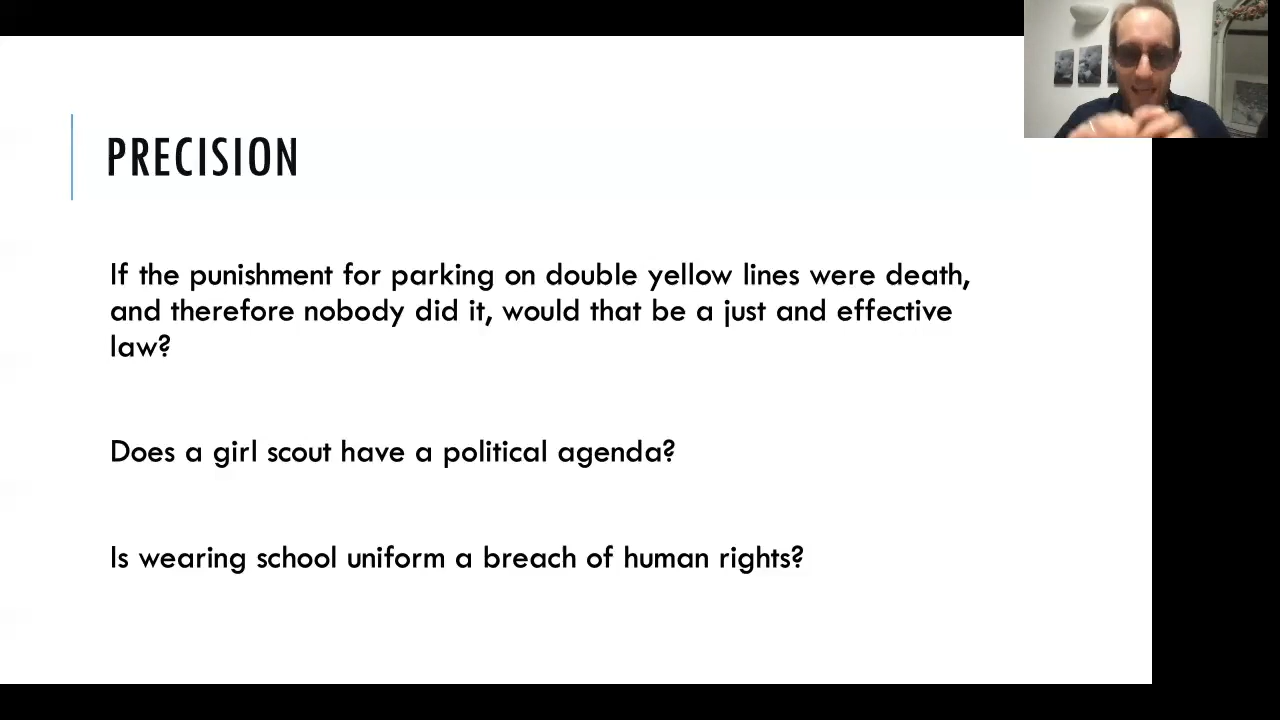 PRECISION
If the punishment for parking on double yellow lines were death,
and therefore nobody did it, would that be a just and effective
law?
Does a girl scout have a political agenda?
Is wearing school uniform a breach of human rights?